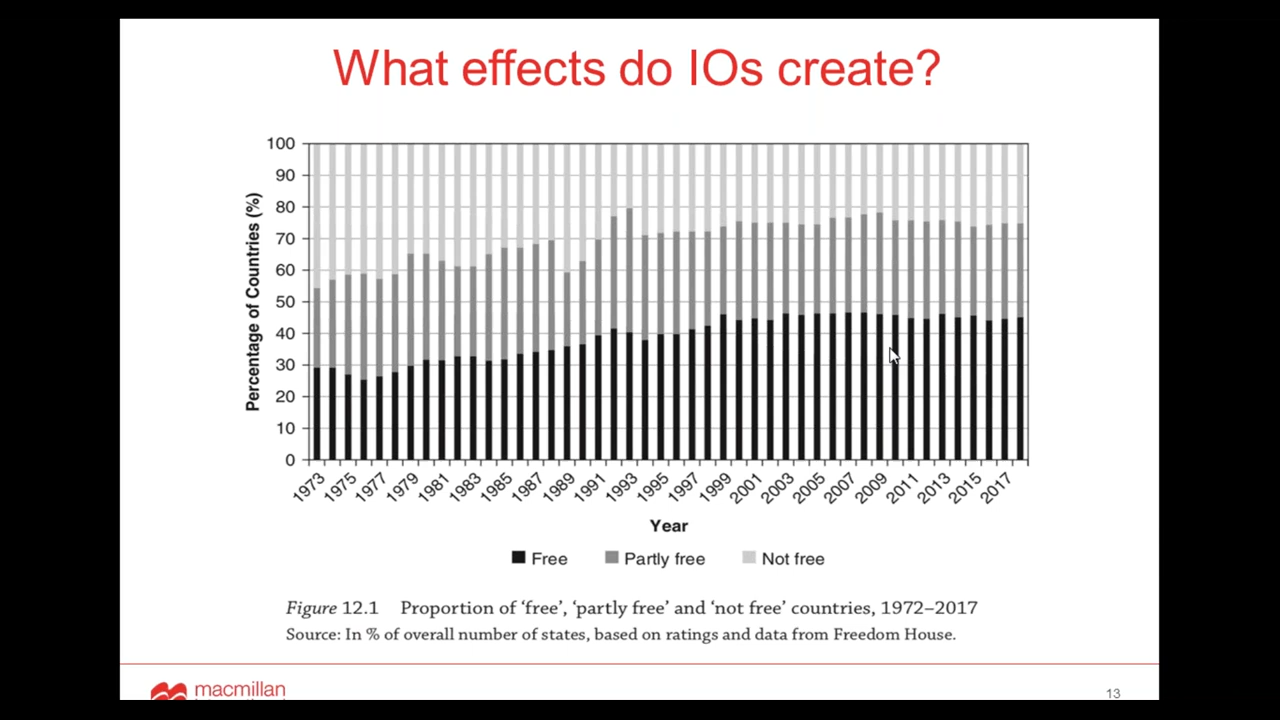 What effects do IOs create?
100
90
80
70
60
50
40
30
20
10
0
Percentage of Countries (%)
1973 1975 1977 1979 1981 1983 1985 1987 1989 1991 1993 1995 1997 1999 2001 2003 2005 2007 2009 2011 2013 2015 2017
Year
Free Partly free Not free
Figure 12.1 Proportion of ‘free’, ‘partly free’ and ‘not free’ countries, 1972–2017
Source: In % of overall number of states, based on ratings and data from Freedom House.
macmillan
13